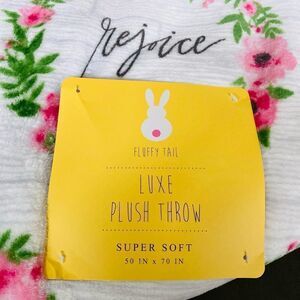 rejoice
FLUFFY TAIL
LUXE
PLUSH THROW
SUPER SOFT
50 IN x 70 IN